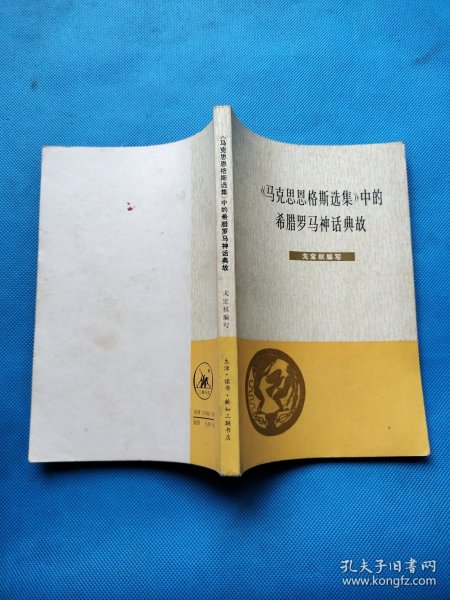 《马克思恩格斯选集》中的
希腊罗马神话典故
戈宝权编写
《马克思恩格斯选集》中的希腊罗马神话典故
戈宝权编写
生活·读书·新知三联书店
孔夫子旧书网
www.kongfz.com